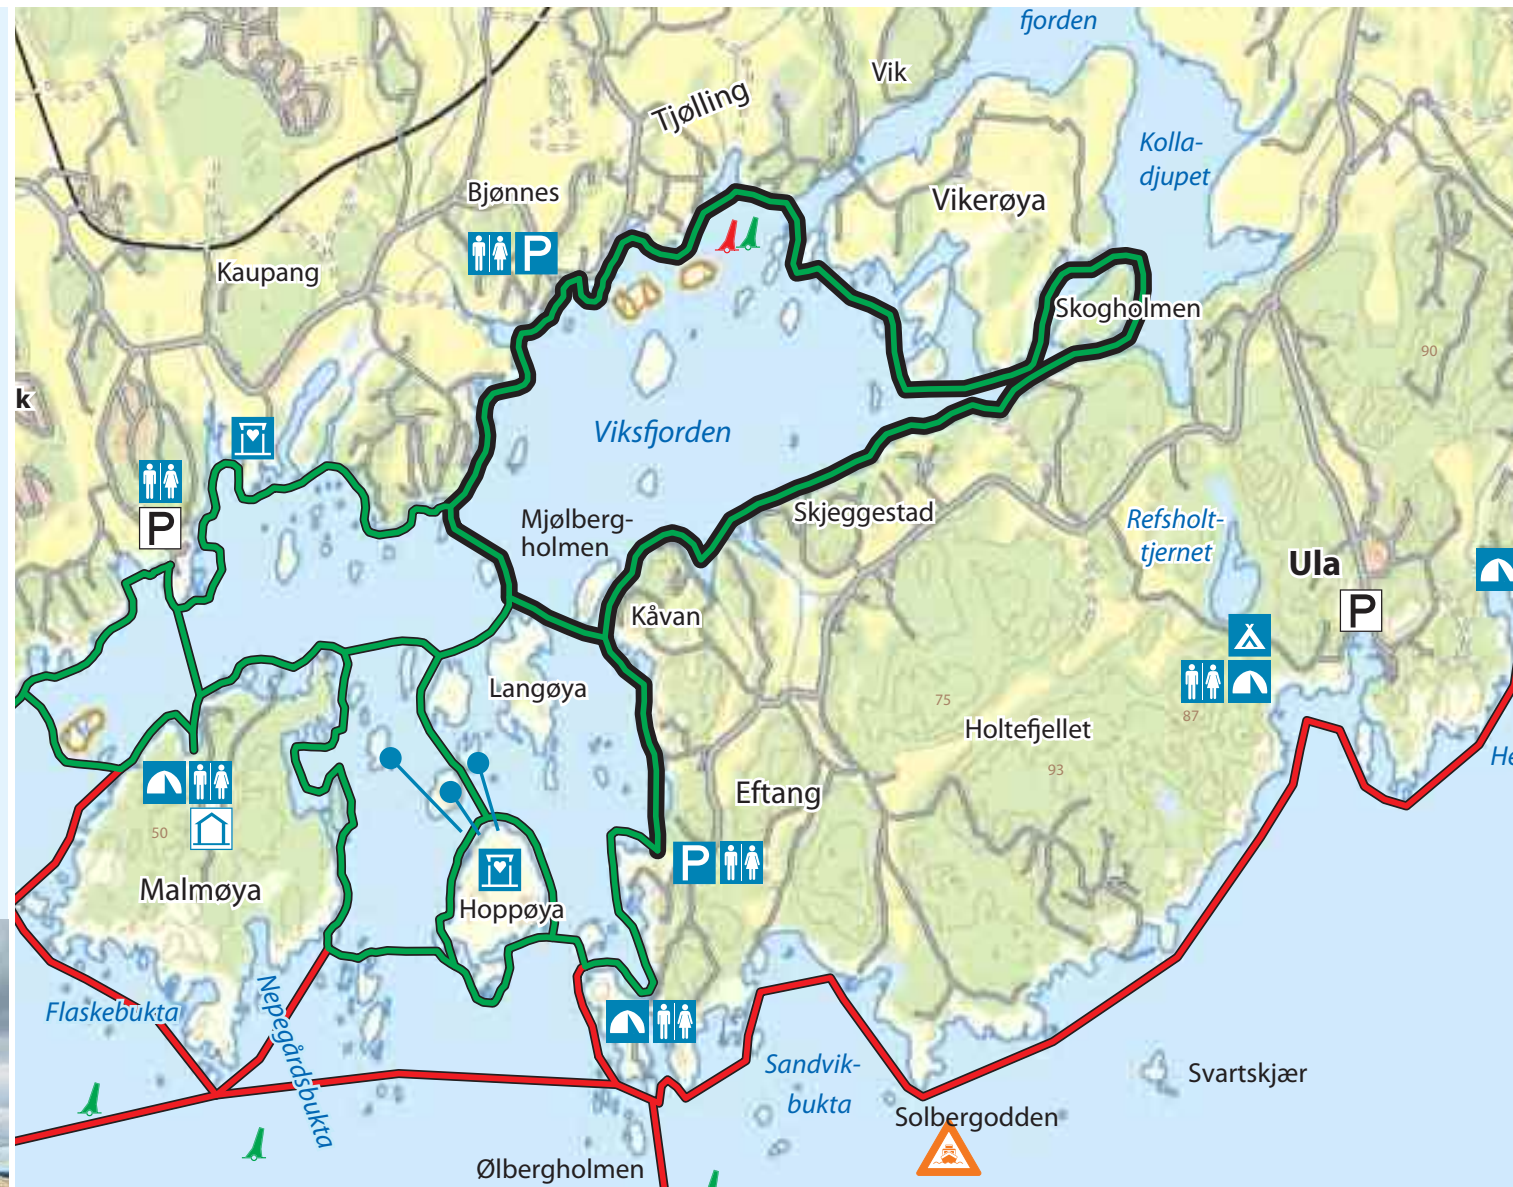 fjorden
Vik
Tjølling
Kolla-
djupet
Bjønnes
Vikerøya
P
Kaupang
Skogholmen
90
k
Viksfjorden
Mjølberg-
holmen
Skjeggestad
Refsholt-
tjernet
P
Ula
P
Kåvan
Langøya
75
87
Holtefjellet
He
93
Eftang
50
P
Malmøya
Hoppøya
Flaskebukta
Nepegårdsbukta
Sandvik-
bukta
Svartskjær
Solbergodden
Ølbergholmen